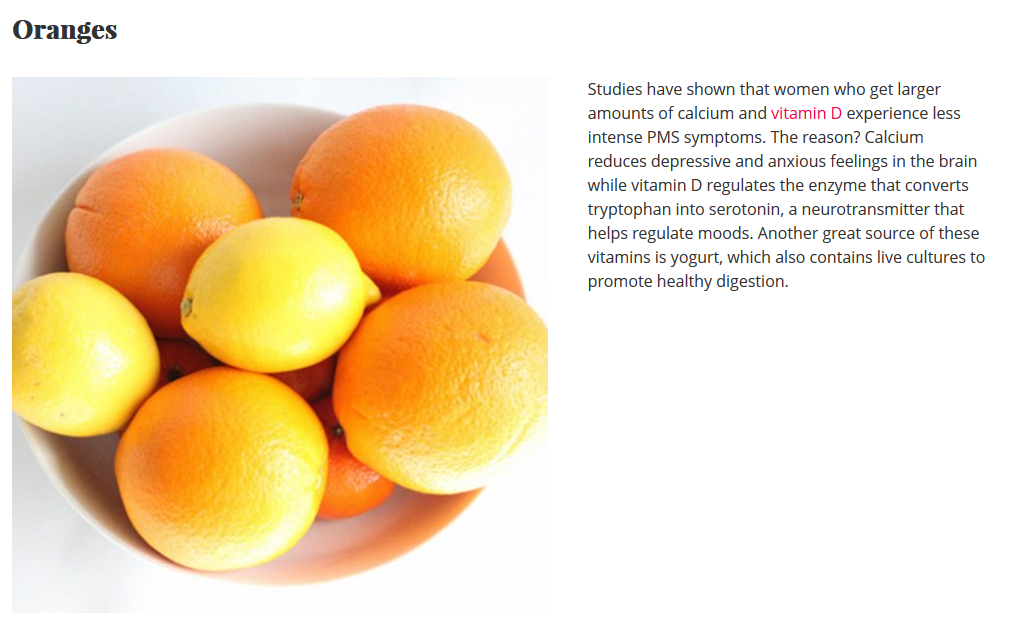 Oranges
Studies have shown that women who get larger
amounts of calcium and vitamin D experience less
intense PMS symptoms. The reason? Calcium
reduces depressive and anxious feelings in the brain
while vitamin D regulates the enzyme that converts
tryptophan into serotonin, a neurotransmitter that
helps regulate moods. Another great source of these
vitamins is yogurt, which also contains live cultures to
promote healthy digestion.